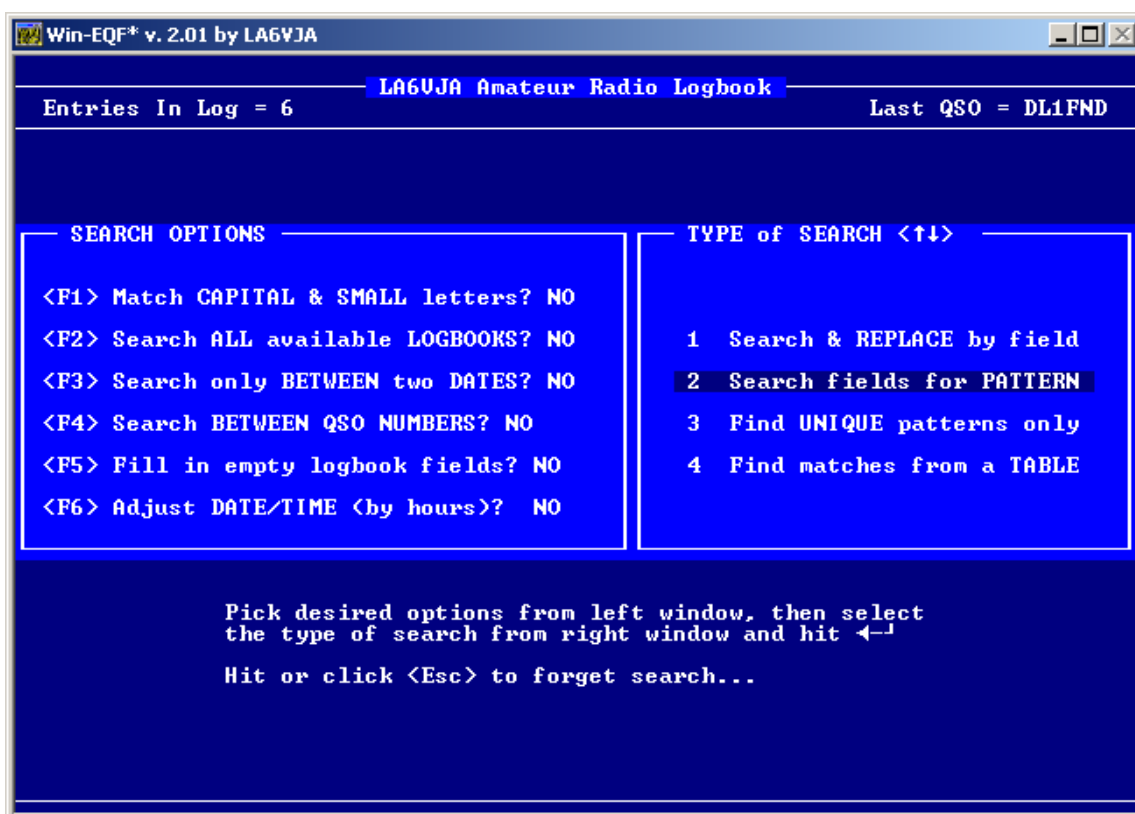 Win-EQF* v. 2.01 by LA6VJA
LA6VJA Amateur Radio Logbook
Entries In Log = 6
Last QSO = DL1FND
SEARCH OPTIONS
<F1> Match CAPITAL & SMALL letters? NO
<F2> Search ALL available LOGBOOKS? NO
<F3> Search only BETWEEN two DATES? NO
<F4> Search BETWEEN QSO NUMBERS? NO
<F5> Fill in empty logbook fields? NO
<F6> Adjust DATE/TIME (by hours)? NO
TYPE of SEARCH <↑↓>
1 Search & REPLACE by field
2 Search fields for PATTERN
3 Find UNIQUE patterns only
4 Find matches from a TABLE
Pick desired options from left window, then select
the type of search from right window and hit ◄─┘
Hit or click <Esc> to forget search...